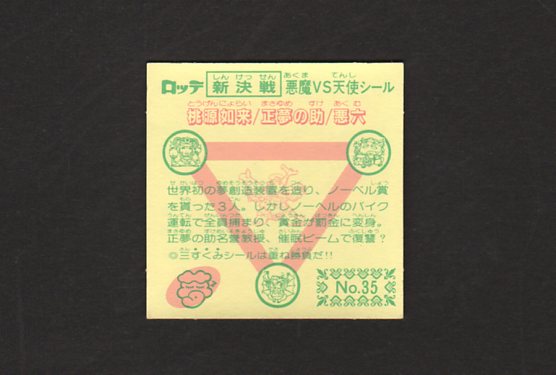 ロッテ 新決戦 悪魔VS天使シール
桃源如来/正夢の助/悪六
世界初の夢創造装置を造り、ノーベル賞
を貰った3人。しかしノーヘルのバイク
運転で全員捕まり、賞金が罰金に変身。
正夢の助名誉教授、催眠ビームで復讐?
◎三すくみシールは重ね勝負だ!!
No.35